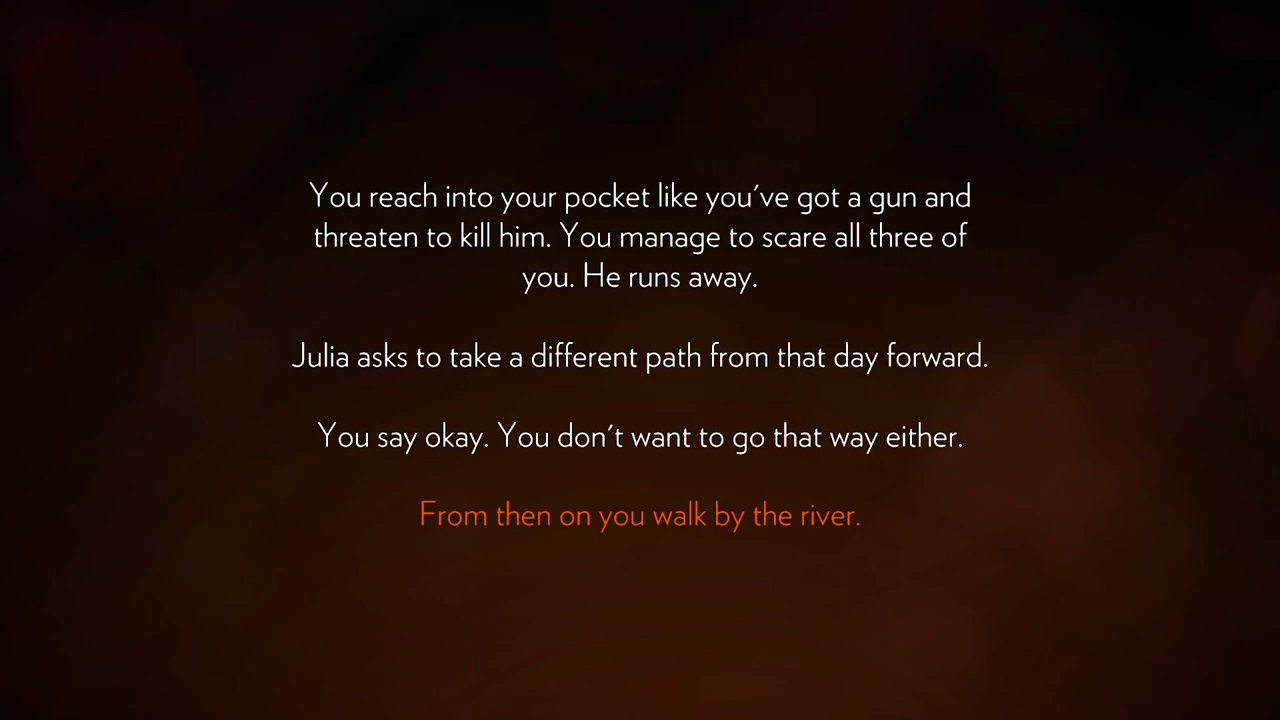 You reach into your pocket like you've got a gun and
threaten to kill him. You manage to scare all three of
you. He runs away.
Julia asks to take a different path from that day forward.
You say okay. You don't want to go that way either.
From then on you walk by the river.